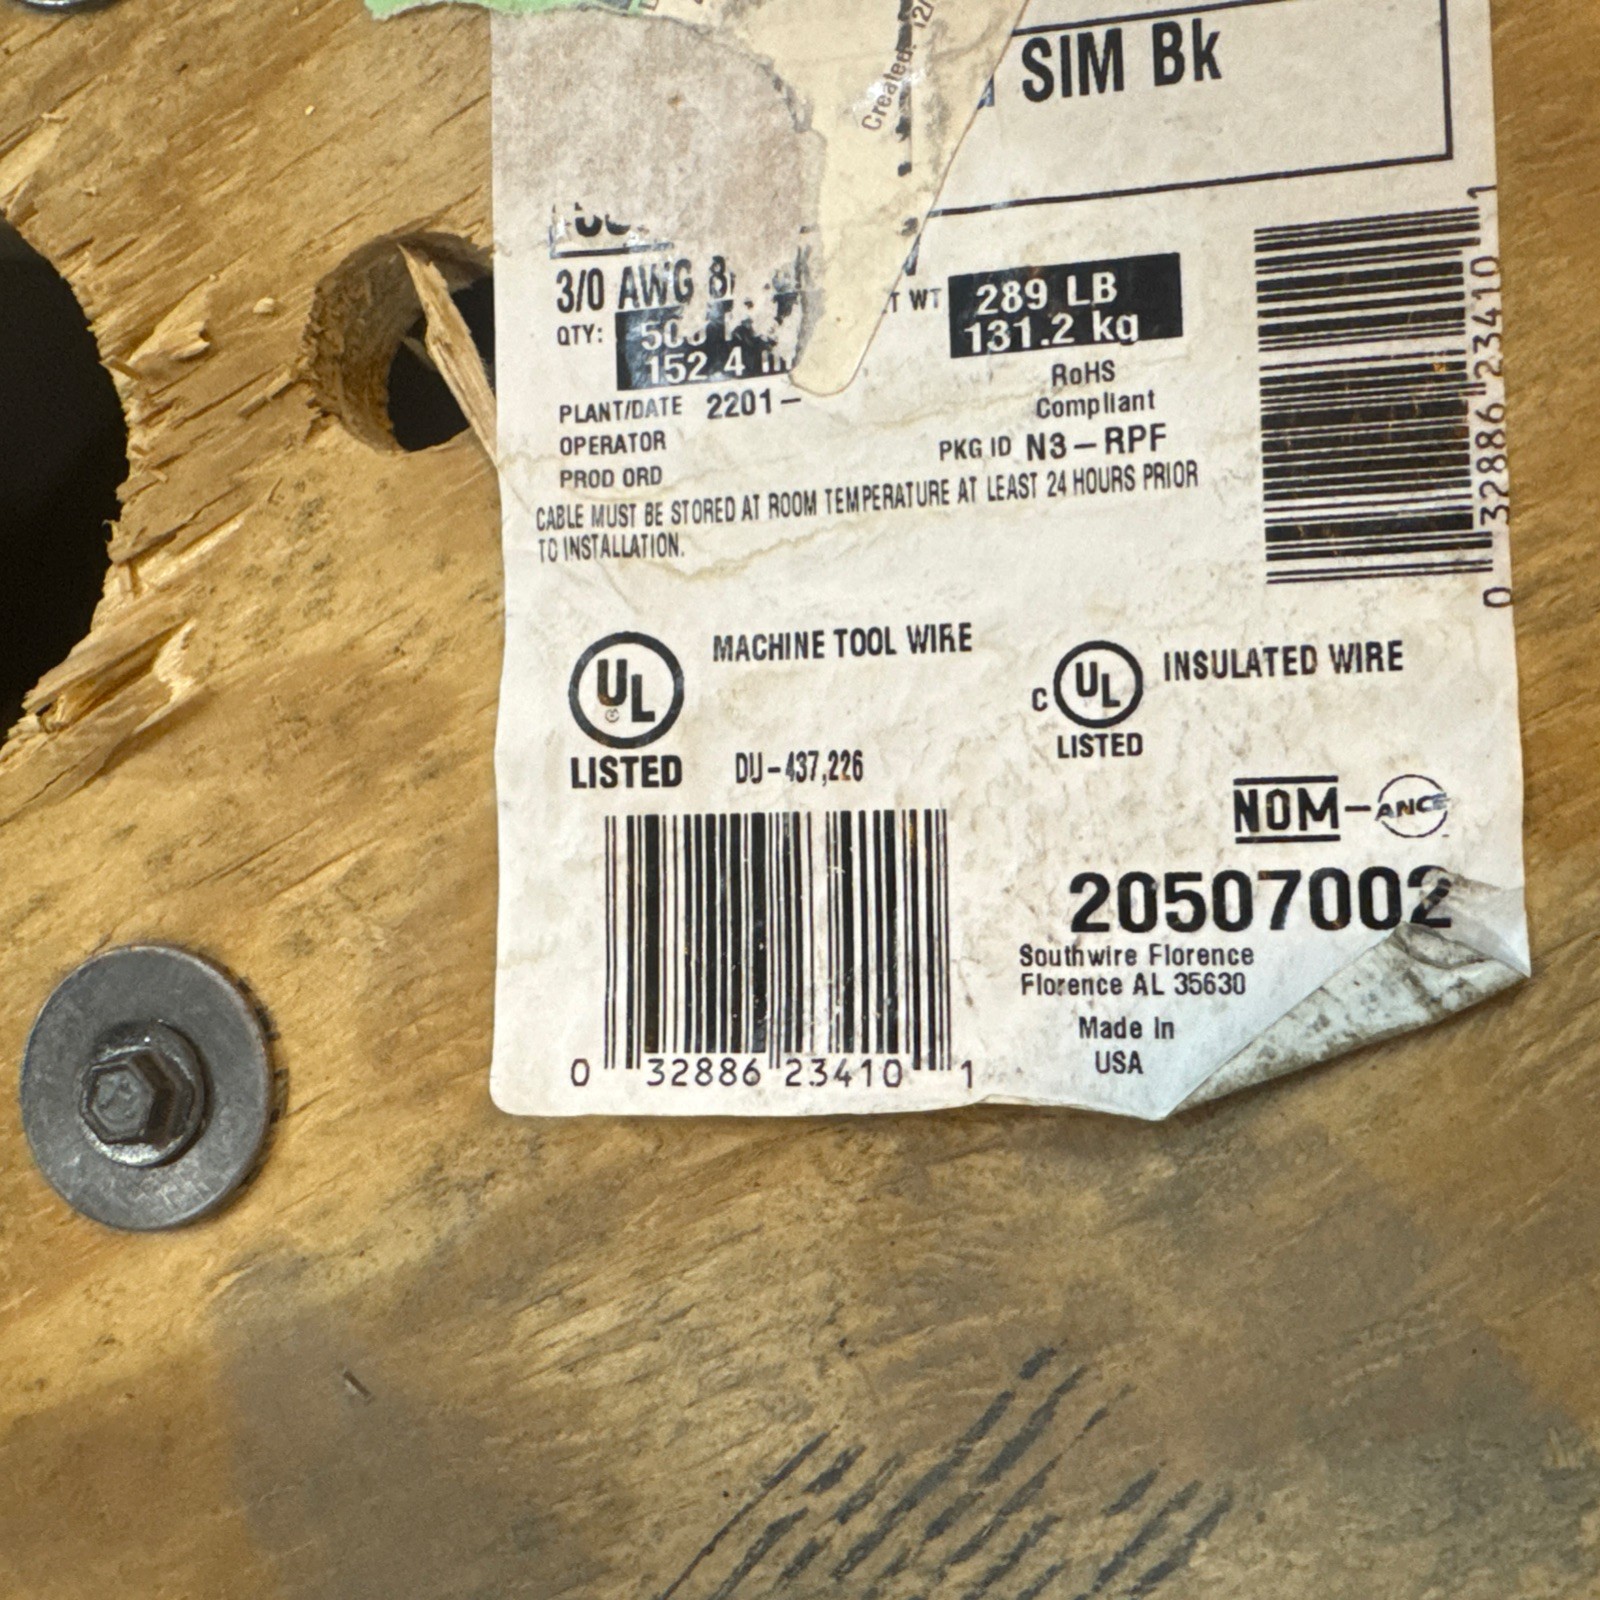 Created: 12/
SIM Bk
3/0 AWG
WT 289 LB
131.2 kg
QTY:
152.4
PLANT/DATE 2201-
RoHS
Compliant
OPERATOR
PKG ID N3-RPF
PROD ORD
CABLE MUST BE STORED AT ROOM TEMPERATURE AT LEAST 24 HOURS PRIOR
TO INSTALLATION.
0 32886 23410 1
UL
LISTED
MACHINE TOOL WIRE
DU-437,226
C UL
LISTED
INSULATED WIRE
NOM-ANCE
20507002
Southwire Florence
Florence AL 35630
Made In
USA
0 32886 23410 1